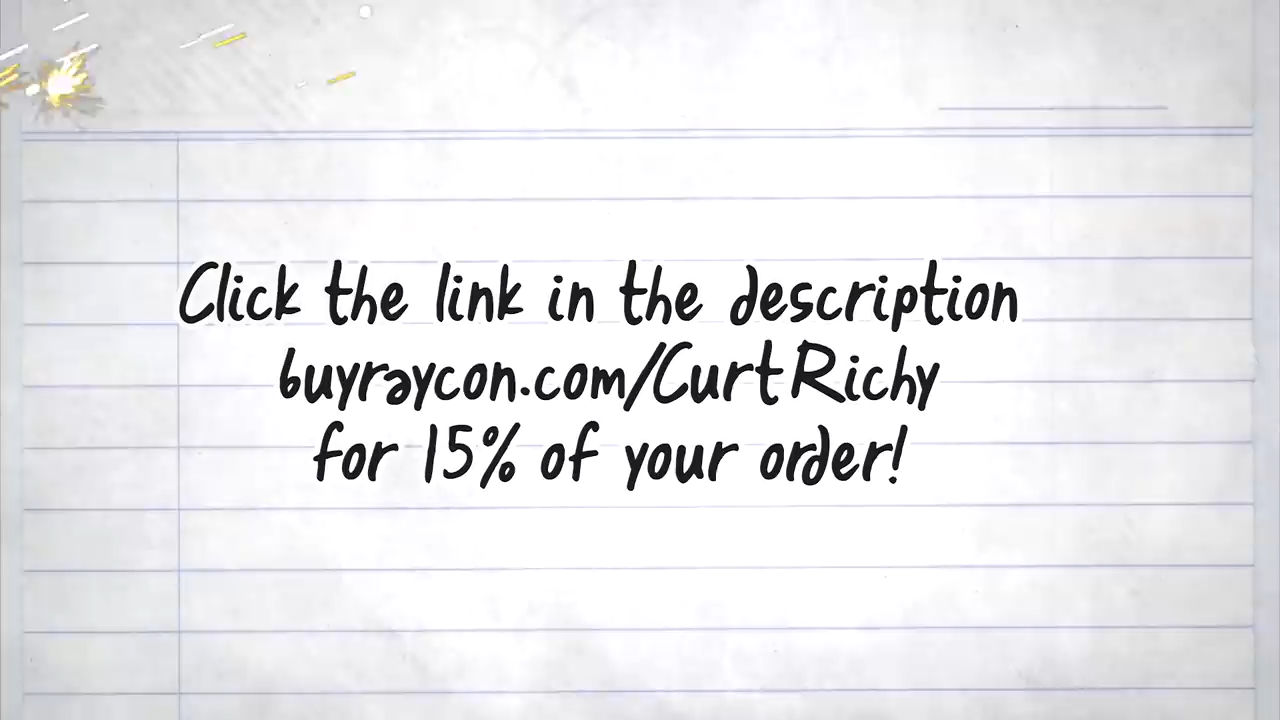 Click the link in the description
buyraycon.com/CurtRichy
for 15% of your order!